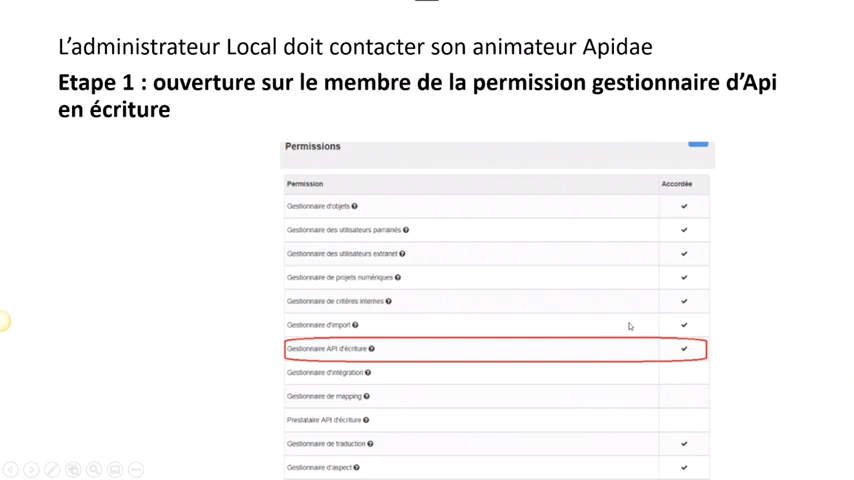 L’administrateur Local doit contacter son animateur Apidae
Etape 1 : ouverture sur le membre de la permission gestionnaire d’Api
en écriture
Permissions
Permission Accordée
Gestionnaire d'objets
Gestionnaire des utilisateurs parrainés
Gestionnaire des utilisateurs extranet
Gestionnaire de projets numériques
Gestionnaire de critères internes
Gestionnaire d'import
Gestionnaire API d'écriture
Gestionnaire d'intégration
Gestionnaire de mapping
Prestataire API d'écriture
Gestionnaire de traduction
Gestionnaire d'aspect